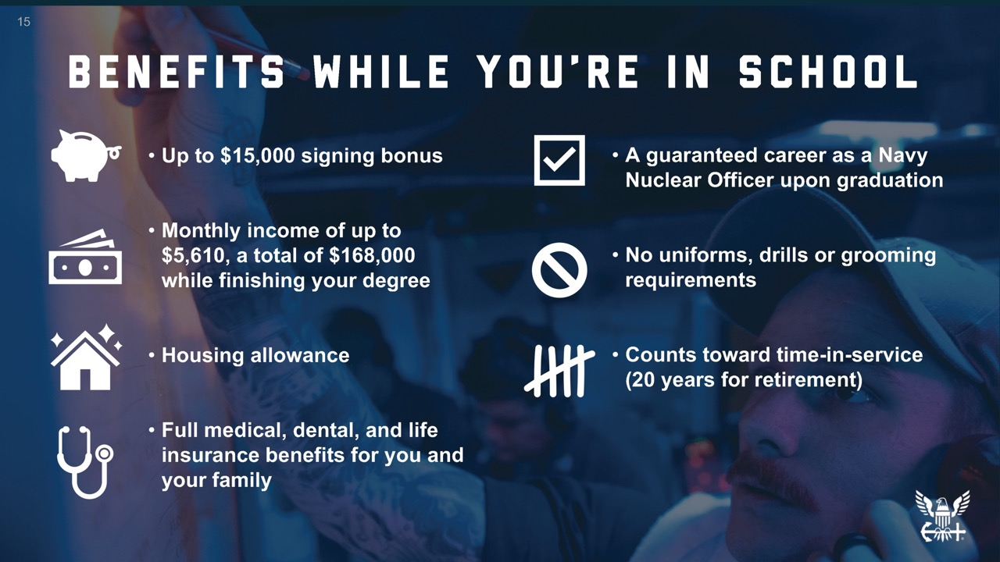 15
BENEFITS WHILE YOU'RE IN SCHOOL
• Up to $15,000 signing bonus
• Monthly income of up to
$5,610, a total of $168,000
while finishing your degree
• Housing allowance
• Full medical, dental, and life
insurance benefits for you and
your family
• A guaranteed career as a Navy
Nuclear Officer upon graduation
• No uniforms, drills or grooming
requirements
• Counts toward time-in-service
(20 years for retirement)